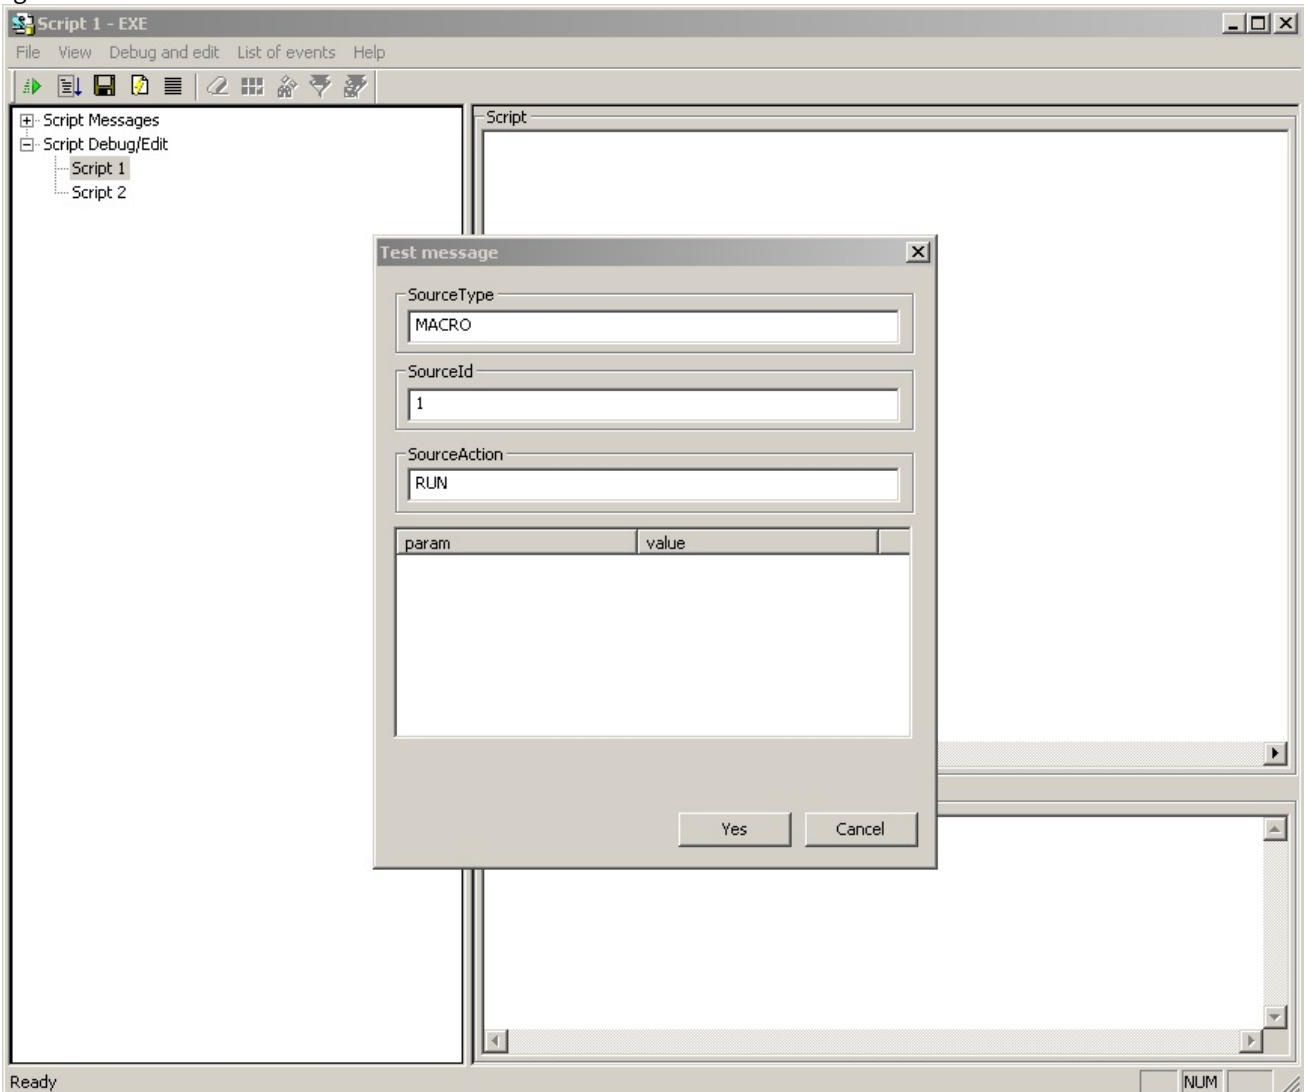 Script 1 - EXE
File View Debug and edit List of events Help
Script Messages
Script Debug/Edit
Script 1
Script 2
Script
Test message
SourceType
MACRO
SourceId
1
SourceAction
RUN
param value
Yes Cancel
Ready NUM